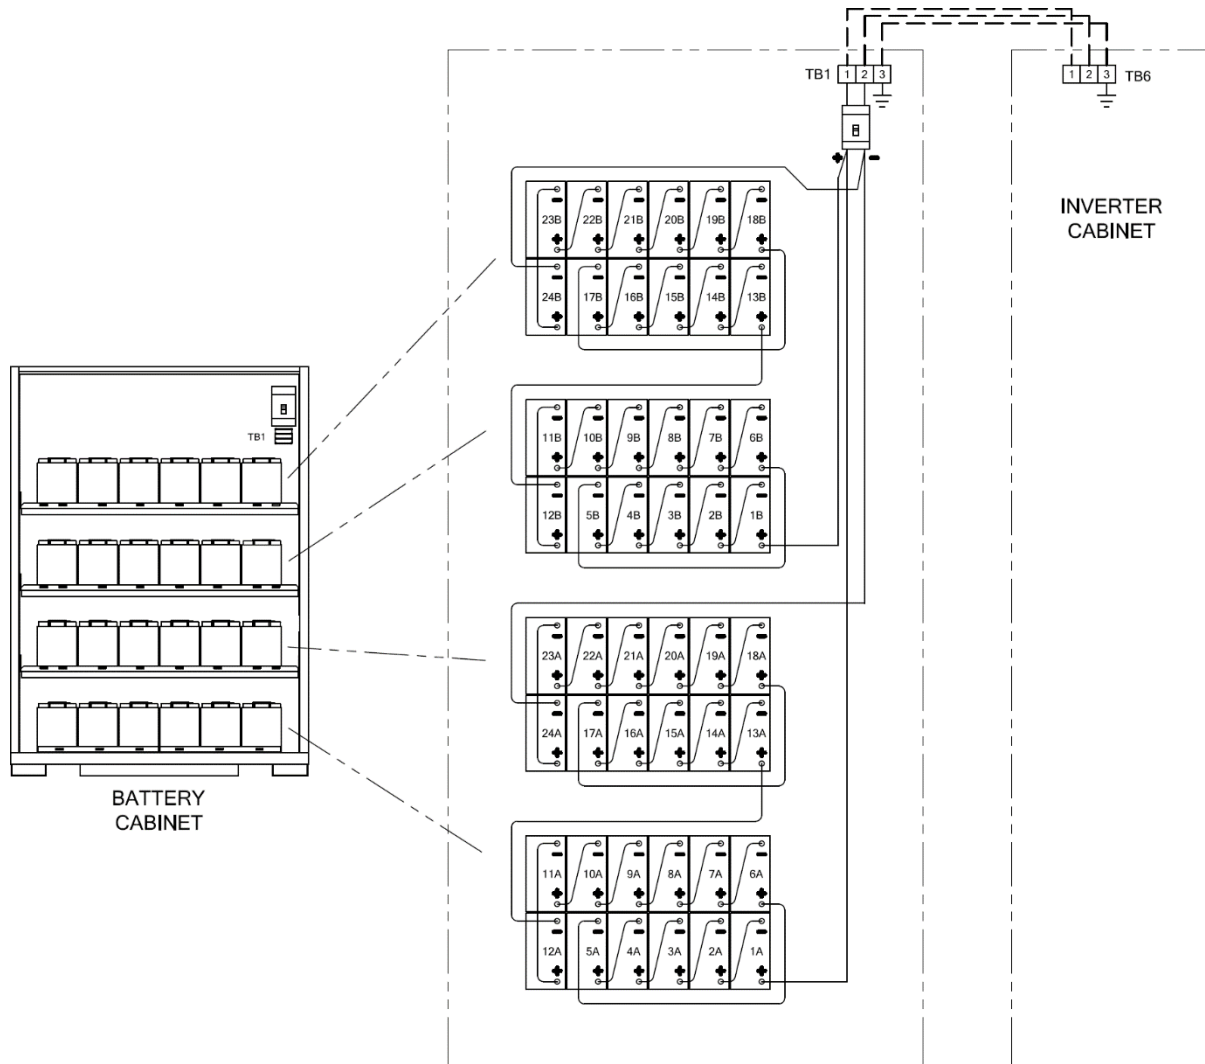 TB1 1 2 3
1 2 3 TB6
+ -
INVERTER
CABINET
23B 22B 21B 20B 19B 18B
24B 17B 16B 15B 14B 13B
TB1
11B 10B 9B 8B 7B 6B
12B 5B 4B 3B 2B 1B
23A 22A 21A 20A 19A 18A
24A 17A 16A 15A 14A 13A
BATTERY
CABINET
11A 10A 9A 8A 7A 6A
12A 5A 4A 3A 2A 1A